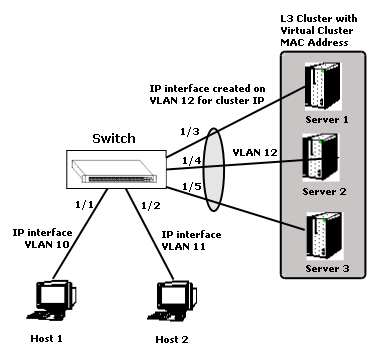 L3 Cluster with
Virtual Cluster
MAC Address
IP interface created on
VLAN 12 for cluster IP
Server 1
1/3
Switch
1/4
VLAN 12
1/5
Server 2
1/1
1/2
IP interface
VLAN 10
IP interface
VLAN 11
Server 3
Host 1
Host 2